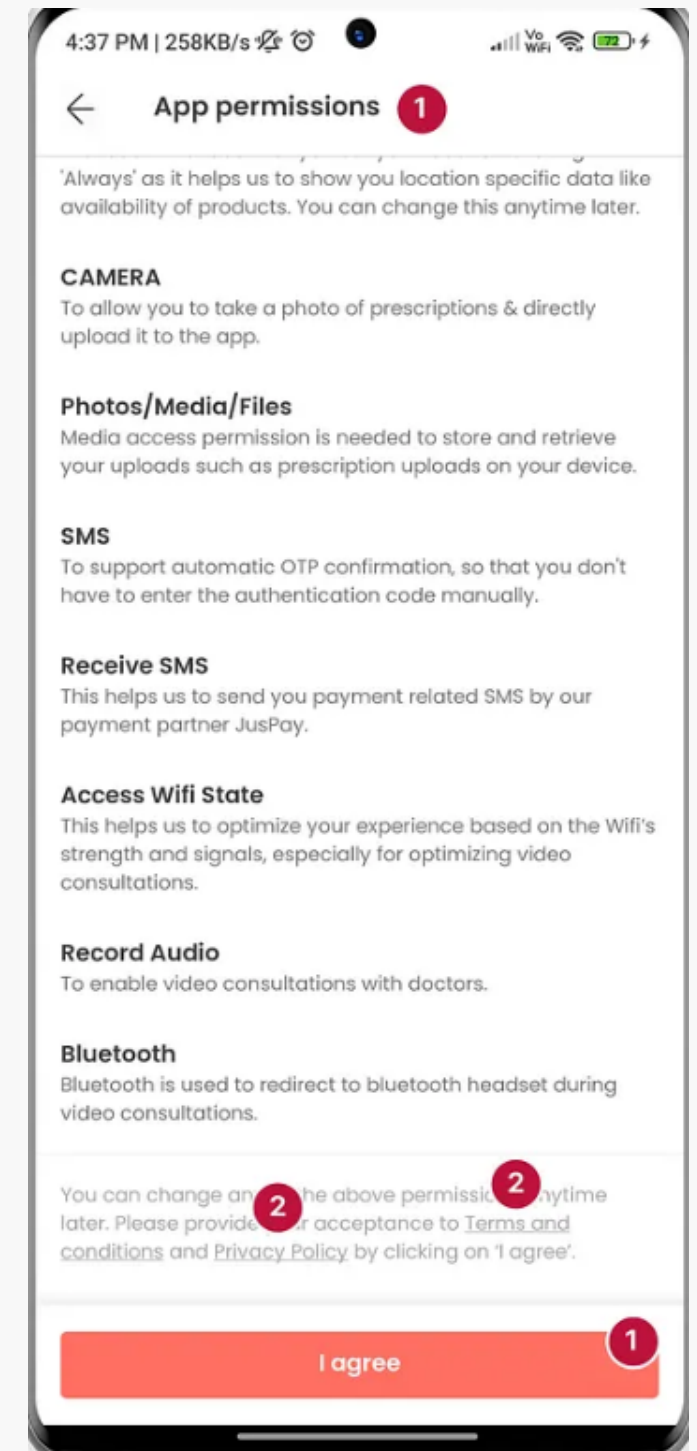 4:37 PM | 258KB/s
Vo
WiFi
72
App permissions
1
'Always' as it helps us to show you location specific data like
availability of products. You can change this anytime later.
CAMERA
To allow you to take a photo of prescriptions & directly
upload it to the app.
Photos/Media/Files
Media access permission is needed to store and retrieve
your uploads such as prescription uploads on your device.
SMS
To support automatic OTP confirmation, so that you don't
have to enter the authentication code manually.
Receive SMS
This helps us to send you payment related SMS by our
payment partner JusPay.
Access Wifi State
This helps us to optimize your experience based on the Wifi's
strength and signals, especially for optimizing video
consultations.
Record Audio
To enable video consultations with doctors.
Bluetooth
Bluetooth is used to redirect to bluetooth headset during
video consultations.
2
You can change an he above permissic nytime
2
later. Please provide r acceptance to Terms and
conditions and Privacy Policy by clicking on 'I agree'.
1
I agree